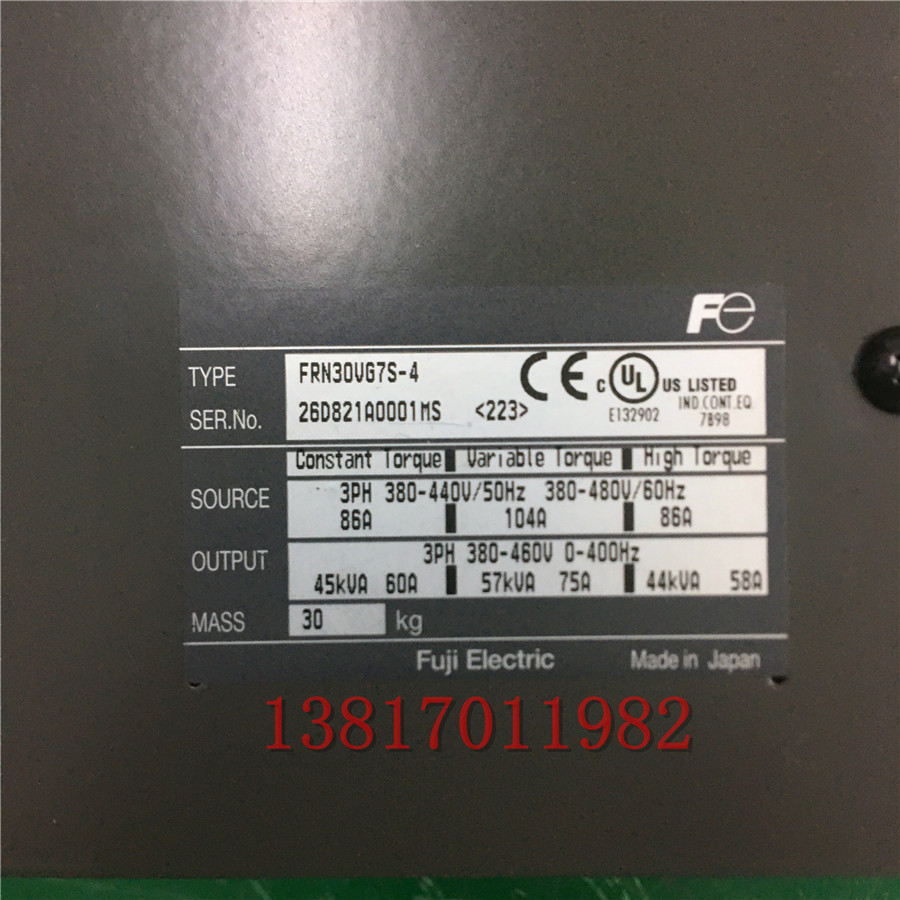 Fe
TYPE FRN30VG7S-4 CE c UL US LISTED
IND.CONT.EQ
SER.No. 26D821A0001MS <223> E132902 7B98
Constant Torque Variable Torque High Torque
SOURCE 3PH 380-440V/50Hz 380-480V/60Hz
86A 104A 86A
OUTPUT 3PH 380-460V 0-400Hz
45kVA 60A 57kVA 75A 44kVA 58A
MASS 30 kg
Fuji Electric Made in Japan
13817011982